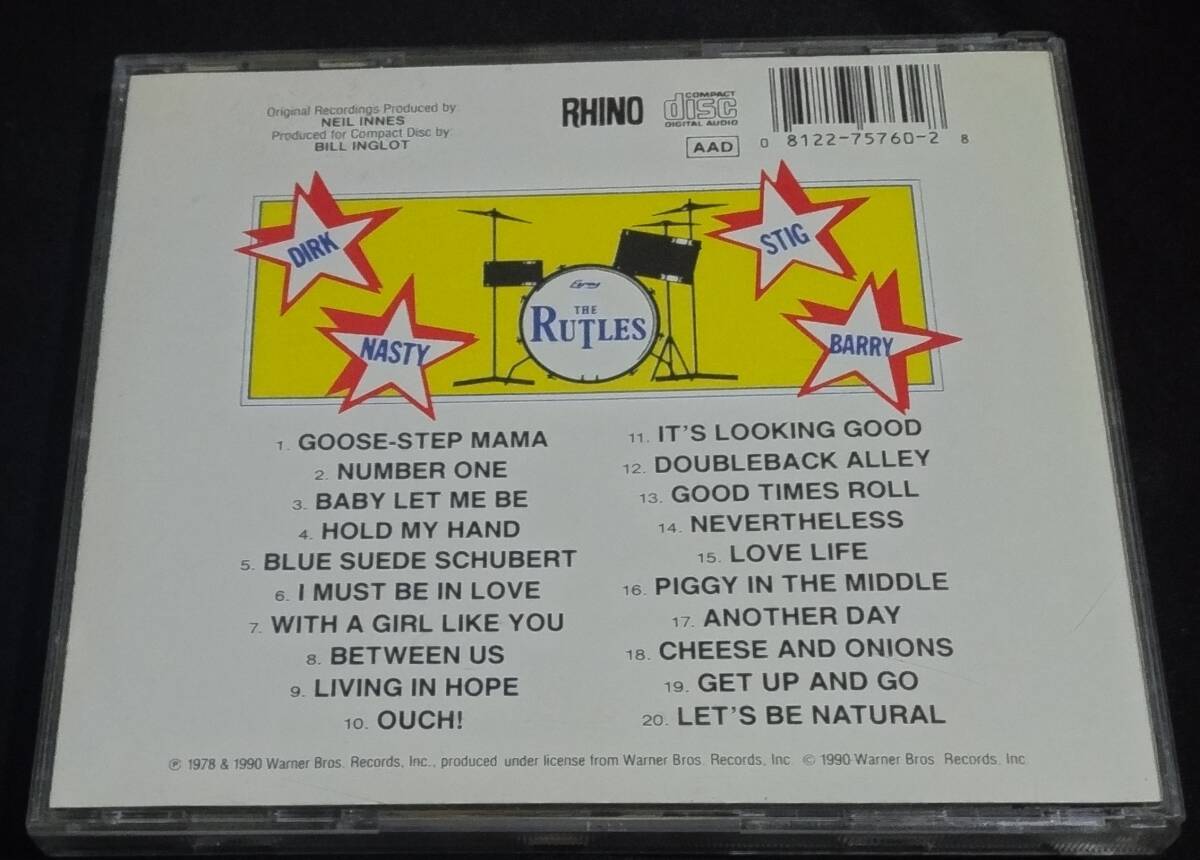 Original Recordings Produced by:
NEIL INNES
Produced for Compact Disc by:
BILL INGLOT
RHINO
COMPACT
disc
DIGITAL AUDIO
AAD
0 8122-75760-2 8
DIRK
STIG
NASTY
BARRY
THE
RUTLES
1. GOOSE-STEP MAMA
2. NUMBER ONE
3. BABY LET ME BE
4. HOLD MY HAND
5. BLUE SUEDE SCHUBERT
6. I MUST BE IN LOVE
7. WITH A GIRL LIKE YOU
8. BETWEEN US
9. LIVING IN HOPE
10. OUCH!
11. IT'S LOOKING GOOD
12. DOUBLEBACK ALLEY
13. GOOD TIMES ROLL
14. NEVERTHELESS
15. LOVE LIFE
16. PIGGY IN THE MIDDLE
17. ANOTHER DAY
18. CHEESE AND ONIONS
19. GET UP AND GO
20. LET'S BE NATURAL
℗ 1978 & 1990 Warner Bros. Records, Inc., produced under license from Warner Bros. Records, Inc. © 1990 Warner Bros. Records, Inc.